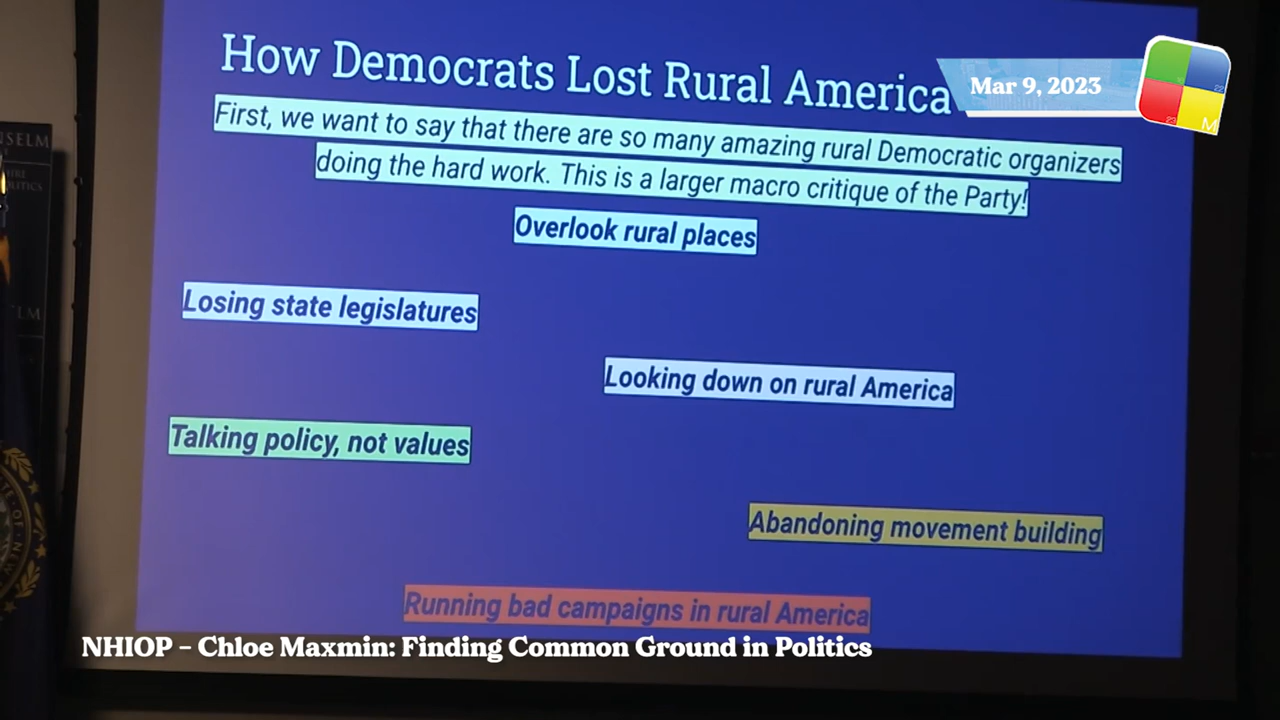 How Democrats Lost Rural America
Mar 9, 2023
First, we want to say that there are so many amazing rural Democratic organizers
doing the hard work. This is a larger macro critique of the Party!
Overlook rural places
Losing state legislatures
Looking down on rural America
Talking policy, not values
Abandoning movement building
Running bad campaigns in rural America
NHIOP – Chloe Maxmin: Finding Common Ground in Politics
M
22
23